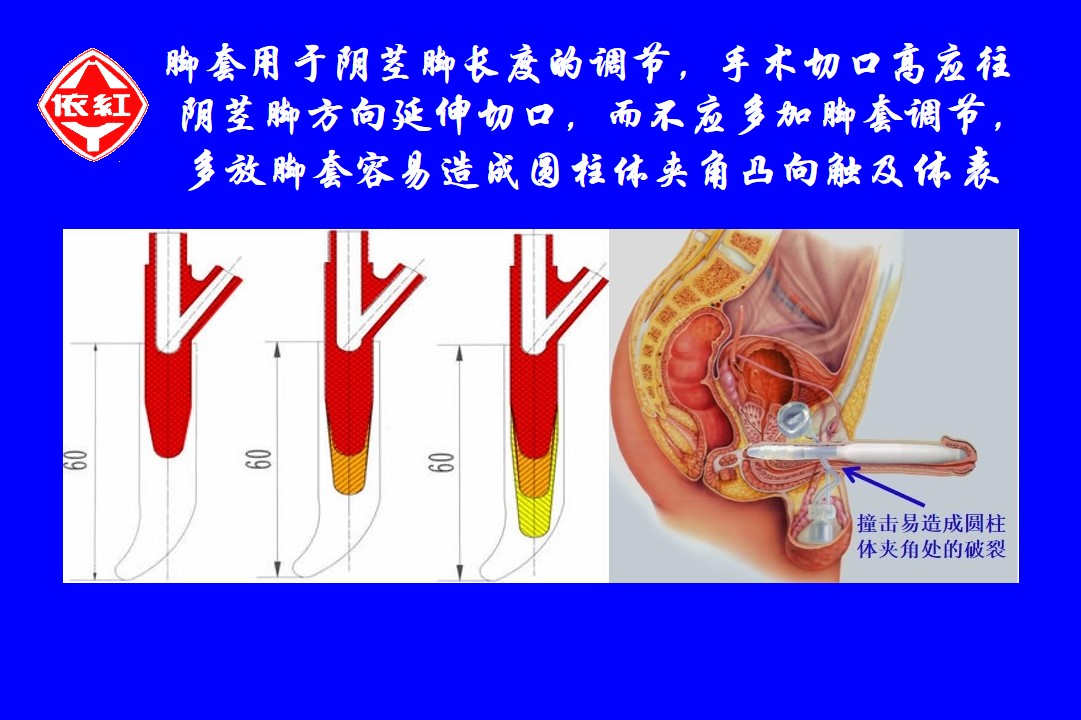 依紅
脚套用于阴茎脚长度的调节，手术切口高应往
阴茎脚方向延伸切口，而不应多加脚套调节，
多放脚套容易造成圆柱体夹角凸向触及体表
60
60
60
撞击易造成圆柱
体夹角处的破裂